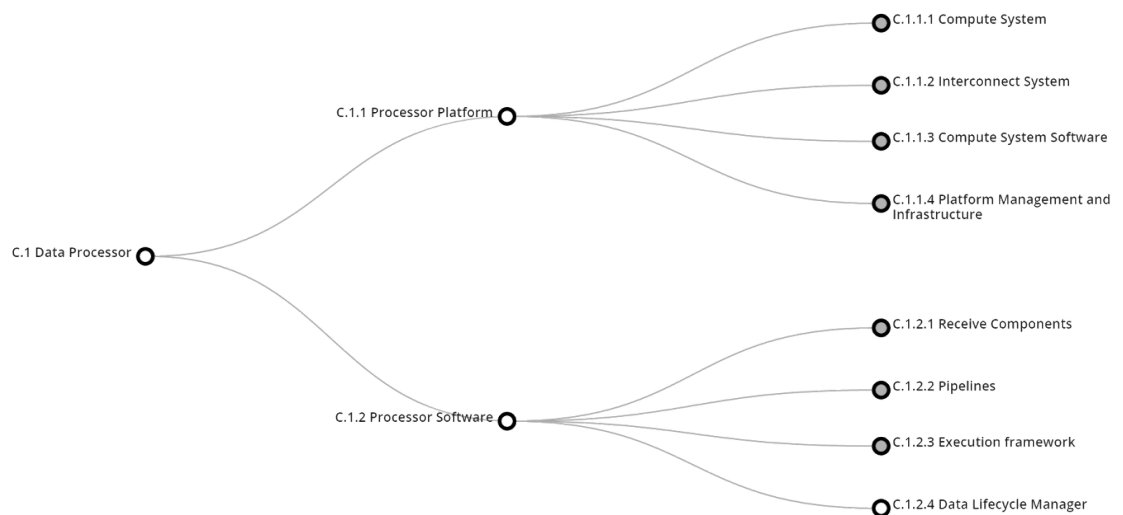 C.1 Data Processor
C.1.1 Processor Platform
C.1.1.1 Compute System
C.1.1.2 Interconnect System
C.1.1.3 Compute System Software
C.1.1.4 Platform Management and
Infrastructure
C.1.2 Processor Software
C.1.2.1 Receive Components
C.1.2.2 Pipelines
C.1.2.3 Execution framework
C.1.2.4 Data Lifecycle Manager